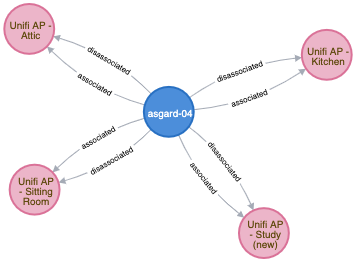 Unifi AP -
Attic
disassociated
associated
Unifi AP -
Kitchen
disassociated
associated
asgard-04
associated
disassociated
Unifi AP
- Sitting
Room
disassociated
associated
Unifi AP
- Study
(new)